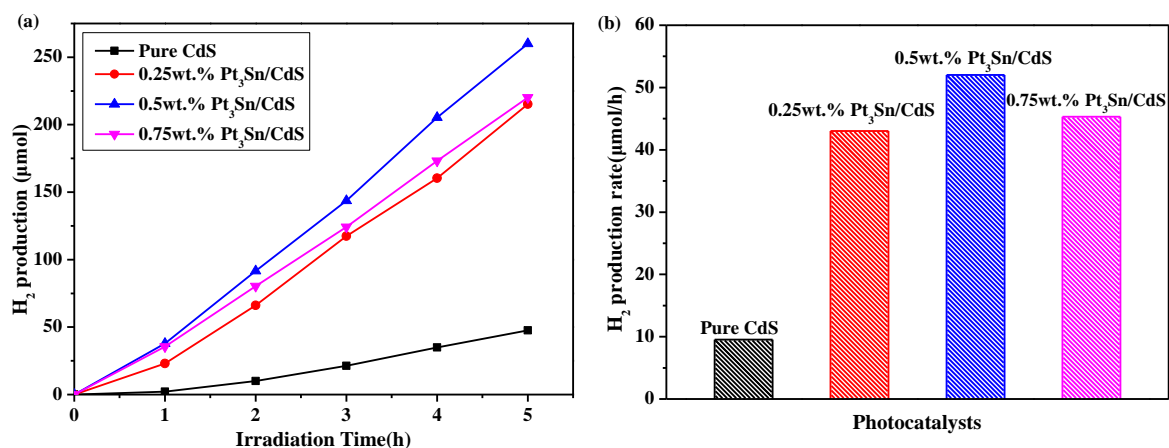 (a)
H₂ production (μmol)
250
200
150
100
50
0
Pure CdS
0.25wt.% Pt₃Sn/CdS
0.5wt.% Pt₃Sn/CdS
0.75wt.% Pt₃Sn/CdS
0 1 2 3 4 5
Irradiation Time(h)
(b)
H₂ production rate(μmol/h)
60
50
40
30
20
10
0
Pure CdS
0.25wt.% Pt₃Sn/CdS
0.5wt.% Pt₃Sn/CdS
0.75wt.% Pt₃Sn/CdS
Photocatalysts